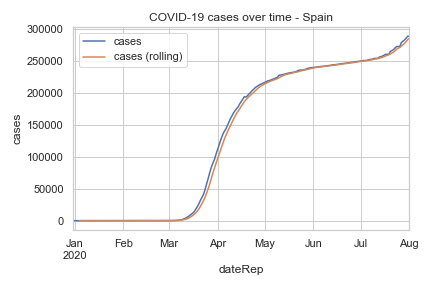 COVID-19 cases over time - Spain
cases
cases (rolling)
300000
250000
200000
150000
100000
50000
0
cases
Jan Feb Mar Apr May Jun Jul Aug
2020
dateRep